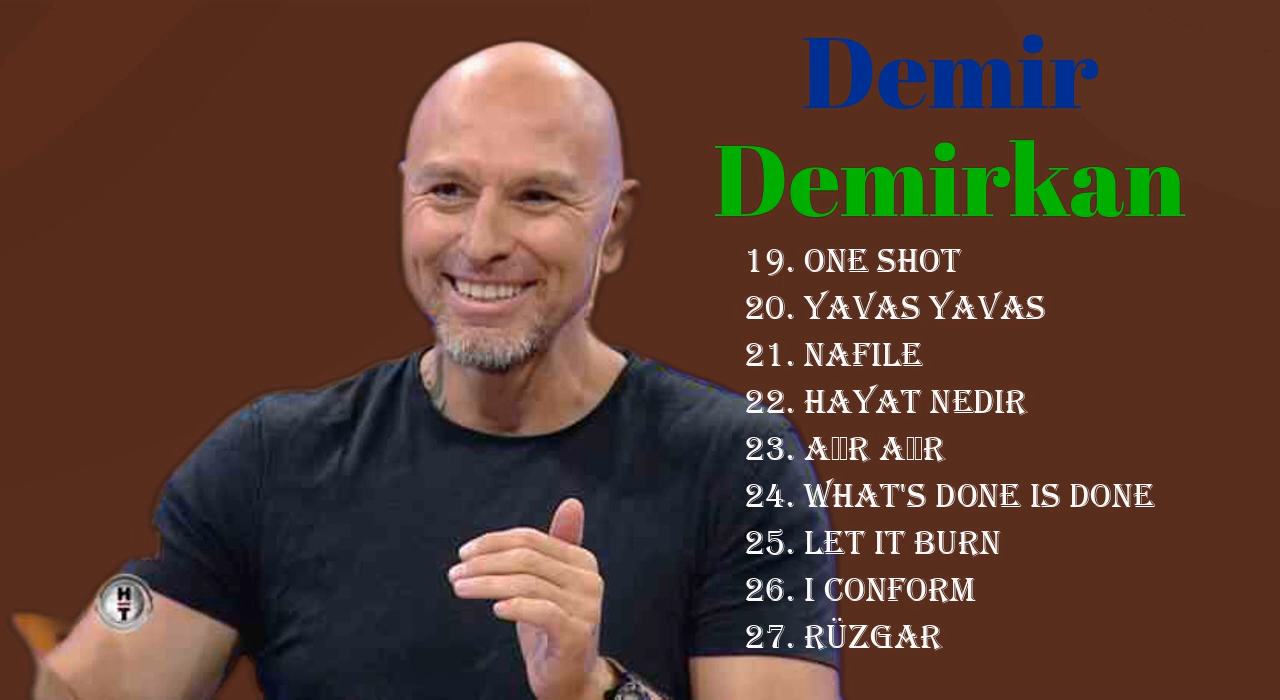 Demir
Demirkan
19. ONE SHOT
20. YAVAS YAVAS
21. NAFILE
22. HAYAT NEDIR
23. A▯▯R A▯▯R
24. WHAT'S DONE IS DONE
25. LET IT BURN
26. I CONFORM
27. RÜZGAR
H
T